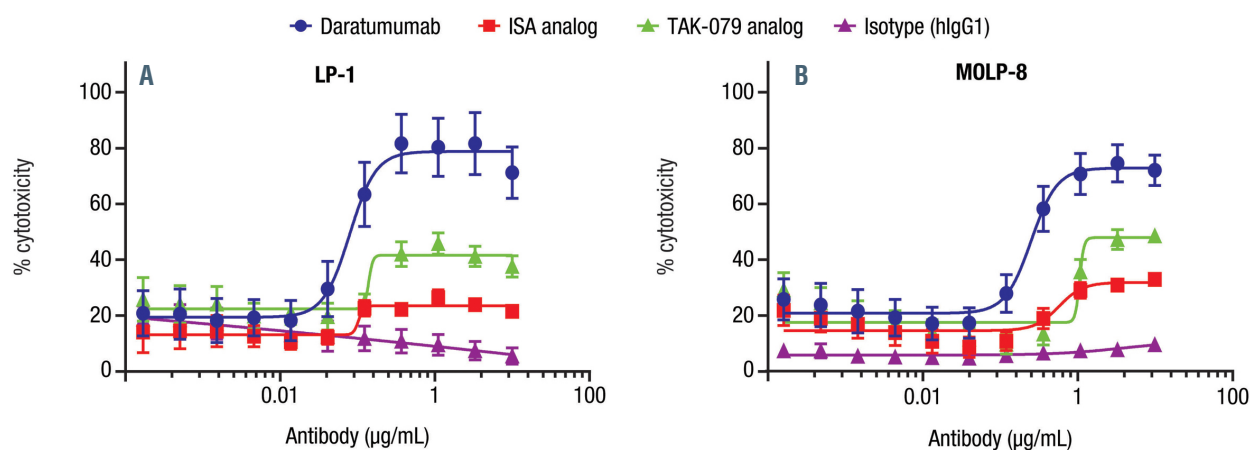 Daratumumab ISA analog TAK-079 analog Isotype (hIgG1)
A LP-1
100
80
60
40
20
0
% cytotoxicity
0.01 1 100
Antibody (µg/mL)
B MOLP-8
100
80
60
40
20
0
% cytotoxicity
0.01 1 100
Antibody (µg/mL)